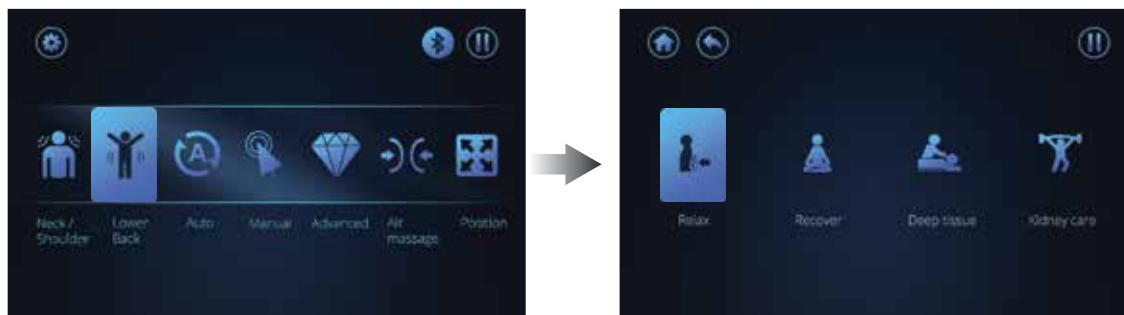 Neck / Shoulder
Lower Back
Auto
Manual
Advanced
Air massage
Position
Relax
Recover
Deep tissue
Kidney care